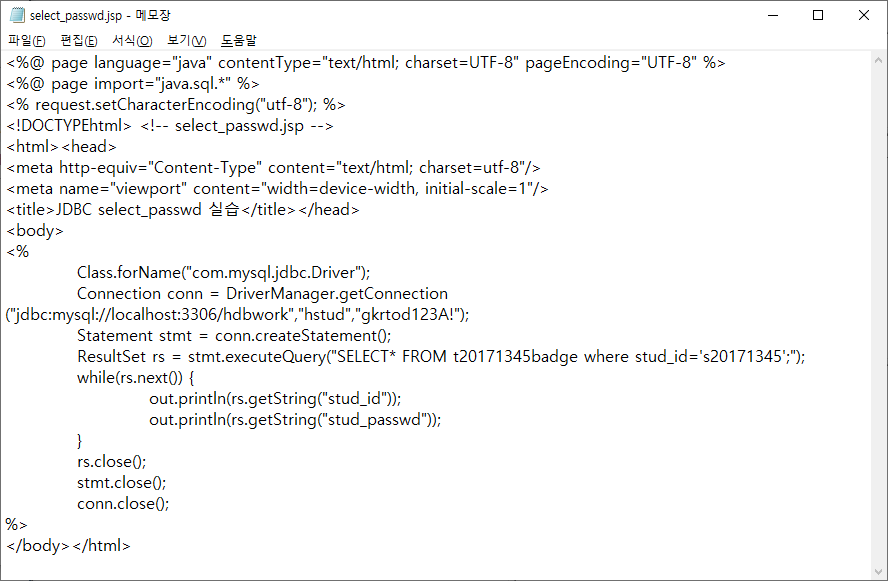 select_passwd.jsp - 메모장
파일(F) 편집(E) 서식(O) 보기(V) 도움말
<%@ page language="java" contentType="text/html; charset=UTF-8" pageEncoding="UTF-8" %>
<%@ page import="java.sql.*" %>
<% request.setCharacterEncoding("utf-8"); %>
<!DOCTYPEhtml> <!-- select_passwd.jsp -->
<html><head>
<meta http-equiv="Content-Type" content="text/html; charset=utf-8"/>
<meta name="viewport" content="width=device-width, initial-scale=1"/>
<title>JDBC select_passwd 실습</title></head>
<body>
<%
Class.forName("com.mysql.jdbc.Driver");
Connection conn = DriverManager.getConnection
("jdbc:mysql://localhost:3306/hdbwork","hstud","gkrtod123A!");
Statement stmt = conn.createStatement();
ResultSet rs = stmt.executeQuery("SELECT* FROM t20171345badge where stud_id='s20171345';");
while(rs.next()) {
out.println(rs.getString("stud_id"));
out.println(rs.getString("stud_passwd"));
}
rs.close();
stmt.close();
conn.close();
%>
</body></html>